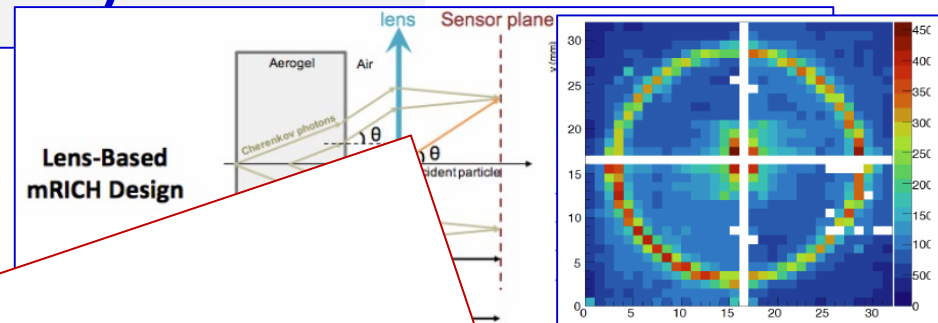 lens
Sensor plane
Aerogel
Air
Cherenkov photons
θ
θ
Lens-Based
mRICH Design
particle
y (mm)
30
25
20
15
10
5
0
0 5 10 15 20 25 30
0
500
100
150
200
250
300
350
400
450